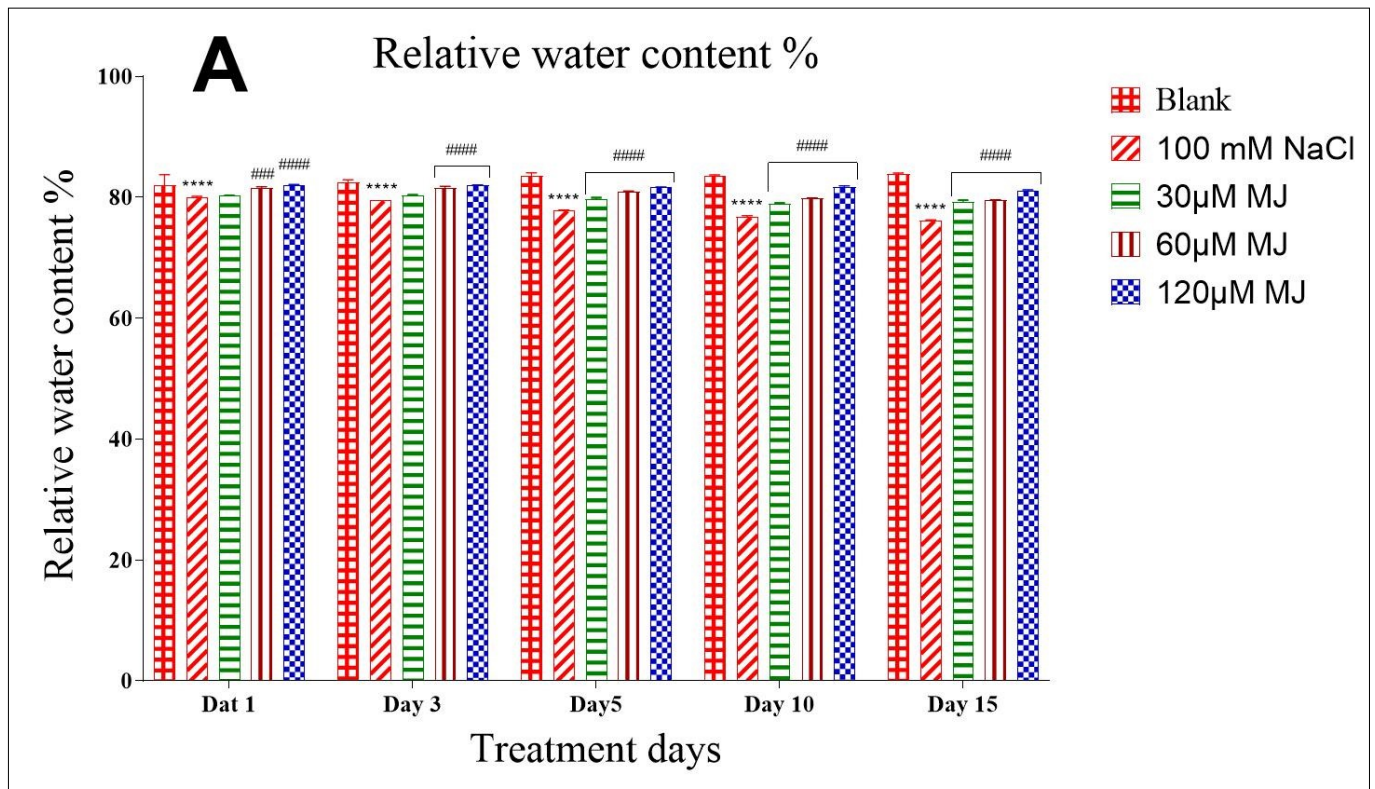 A
Relative water content %
Relative water content %
100
80
60
40
20
0
****
###
####
****
####
****
####
****
####
****
####
Dat 1
Day 3
Day5
Day 10
Day 15
Treatment days
Blank
100 mM NaCl
30µM MJ
60µM MJ
120µM MJ